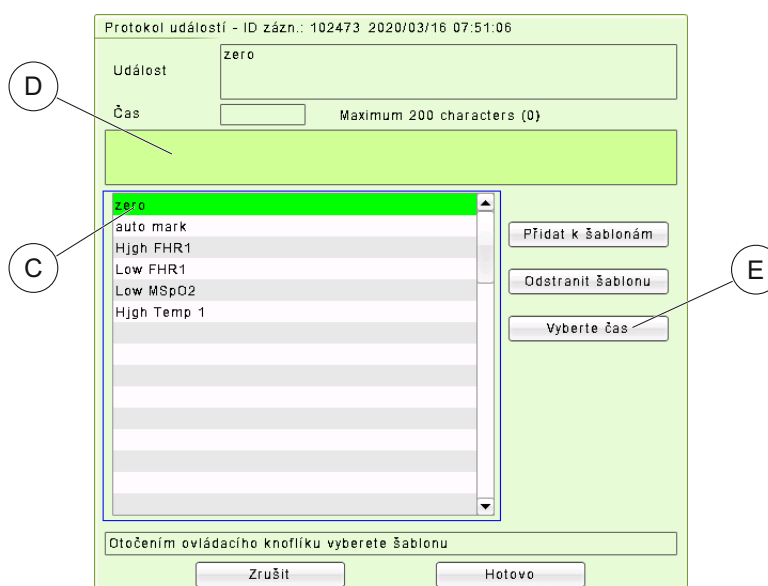 Protokol událostí - ID zázn.: 102473 2020/03/16 07:51:06
Událost
zero
Čas
Maximum 200 characters (0)
D
zero
auto mark
High FHR1
Low FHR1
Low MSpO2
High Temp 1
C
Přidat k šablonám
Odstranit šablonu
Vyberte čas
E
Otočením ovládacího knoflíku vyberete šablonu
Zrušit
Hotovo